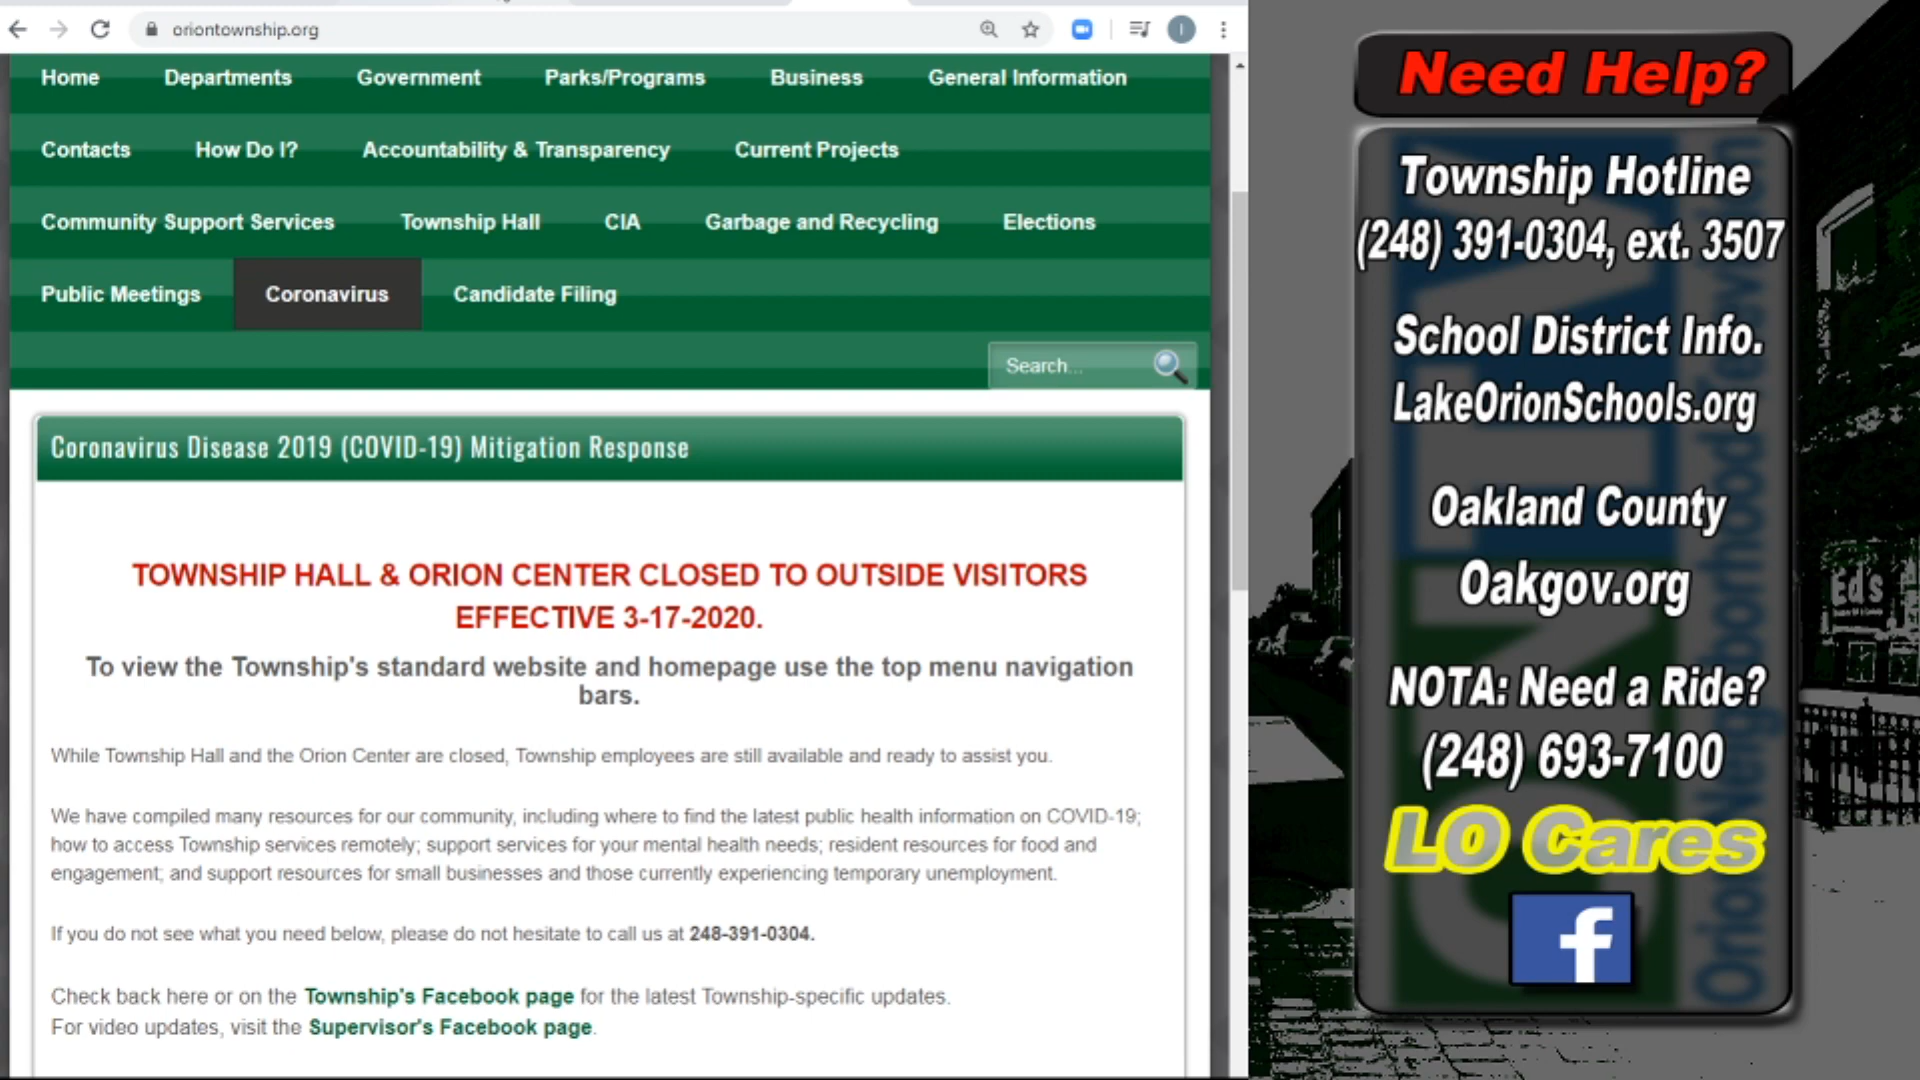 oriontownship.org
Home Departments Government Parks/Programs Business General Information
Contacts How Do I? Accountability & Transparency Current Projects
Community Support Services Township Hall CIA Garbage and Recycling Elections
Public Meetings Coronavirus Candidate Filing
Search...
Coronavirus Disease 2019 (COVID-19) Mitigation Response
TOWNSHIP HALL & ORION CENTER CLOSED TO OUTSIDE VISITORS
EFFECTIVE 3-17-2020.
To view the Township's standard website and homepage use the top menu navigation
bars.
While Township Hall and the Orion Center are closed, Township employees are still available and ready to assist you.
We have compiled many resources for our community, including where to find the latest public health information on COVID-19;
how to access Township services remotely; support services for your mental health needs; resident resources for food and
engagement; and support resources for small businesses and those currently experiencing temporary unemployment.
If you do not see what you need below, please do not hesitate to call us at 248-391-0304.
Check back here or on the Township's Facebook page for the latest Township-specific updates.
For video updates, visit the Supervisor's Facebook page.
Need Help?
Township Hotline
(248) 391-0304, ext. 3507
School District Info.
LakeOrionSchools.org
Oakland County
Oakgov.org
NOTA: Need a Ride?
(248) 693-7100
LO Cares
f
Orion Neighborhood Television
Ed's